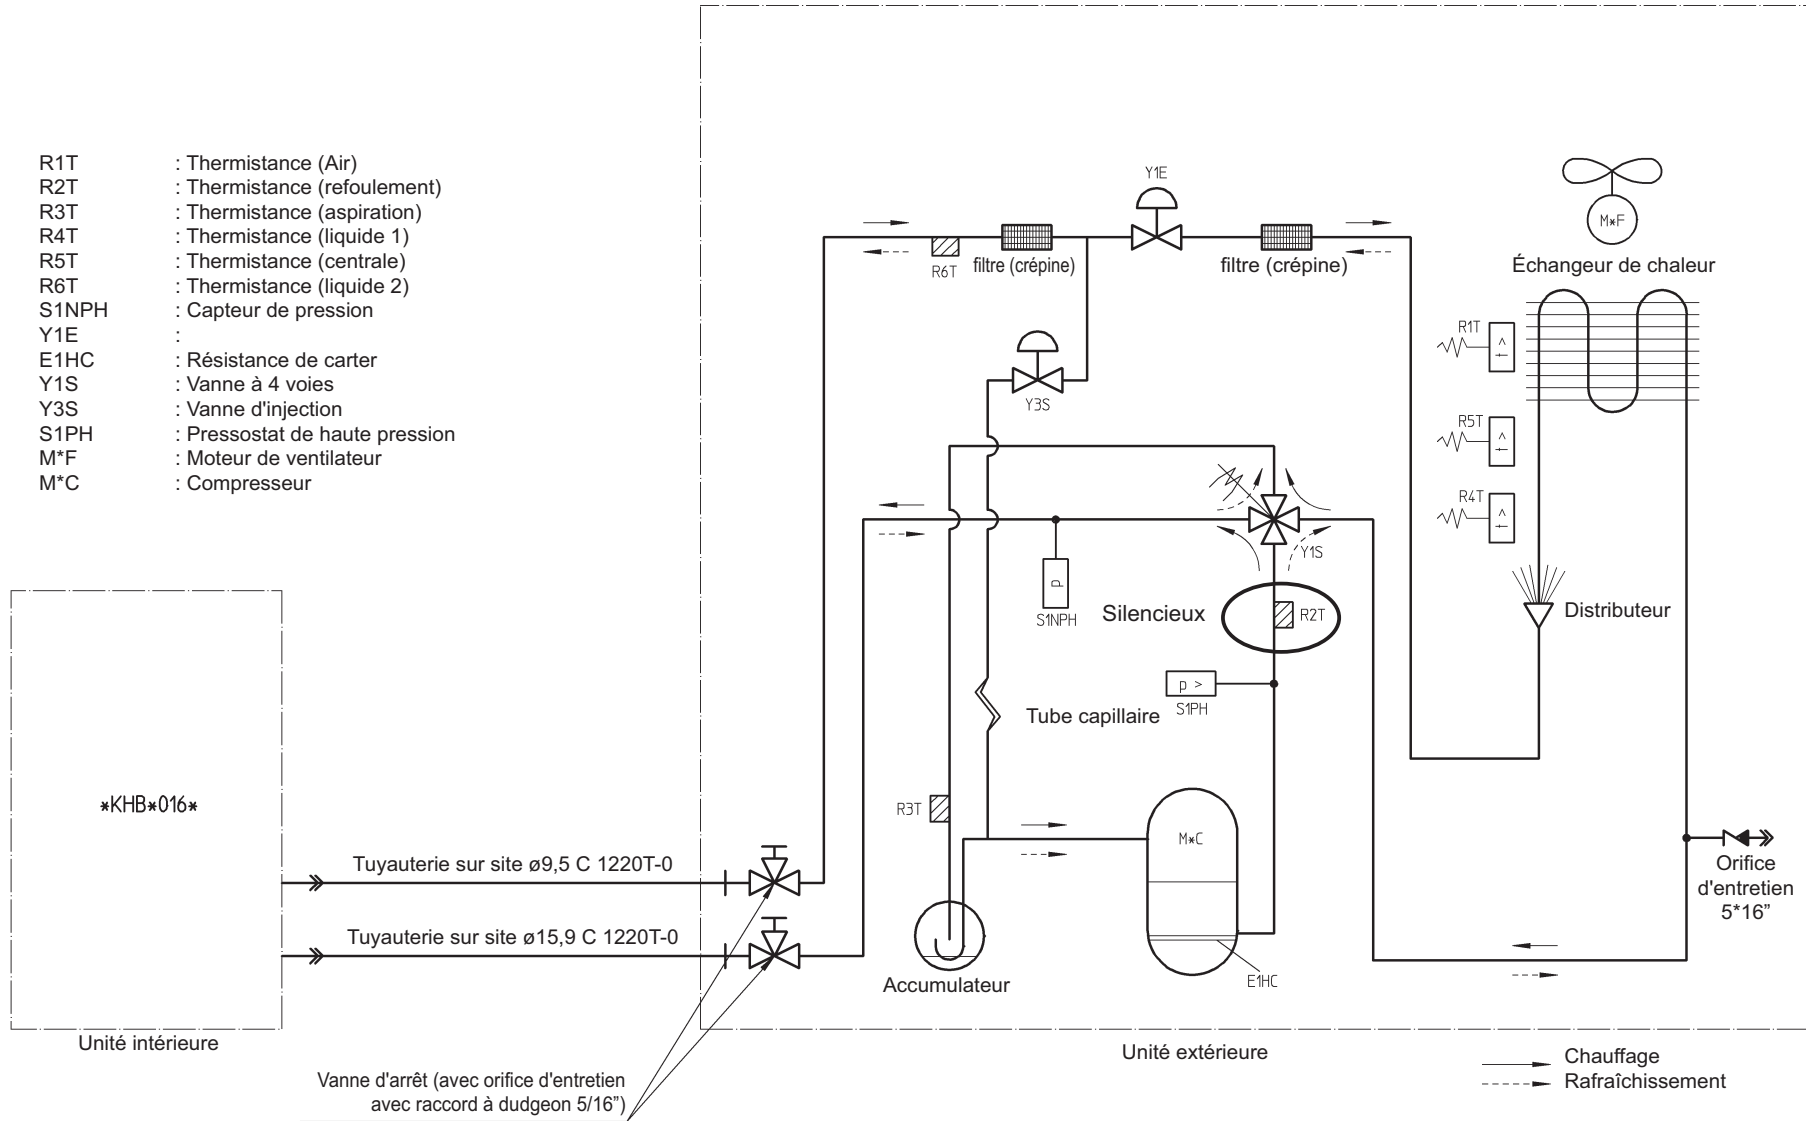 R1T : Thermistance (Air)
R2T : Thermistance (refoulement)
R3T : Thermistance (aspiration)
R4T : Thermistance (liquide 1)
R5T : Thermistance (centrale)
R6T : Thermistance (liquide 2)
S1NPH : Capteur de pression
Y1E :
E1HC : Résistance de carter
Y1S : Vanne à 4 voies
Y3S : Vanne d'injection
S1PH : Pressostat de haute pression
M*F : Moteur de ventilateur
M*C : Compresseur
Y1E
M*F
R6T
filtre (crépine)
filtre (crépine)
Échangeur de chaleur
R1T
t >
Y3S
R5T
t >
R4T
t >
Y1S
p
S1NPH
Silencieux
R2T
Distributeur
p >
S1PH
Tube capillaire
R3T
M*C
*KHB*016*
Tuyauterie sur site ø9,5 C 1220T-0
Orifice
d'entretien
5*16”
Tuyauterie sur site ø15,9 C 1220T-0
Accumulateur
E1HC
Unité intérieure
Unité extérieure
Chauffage
Rafraîchissement
Vanne d'arrêt (avec orifice d'entretien
avec raccord à dudgeon 5/16”)